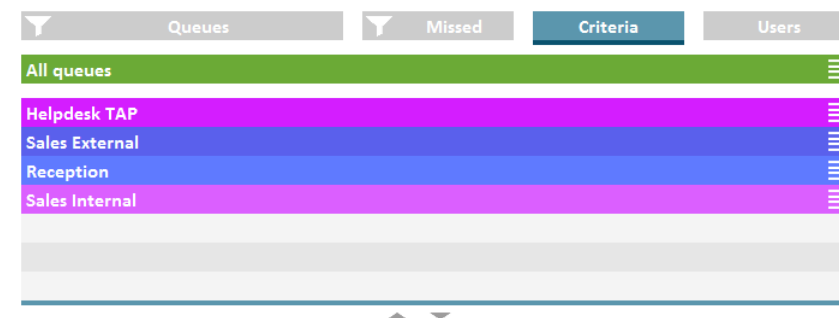 Queues Missed Criteria Users
All queues
Helpdesk TAP
Sales External
Reception
Sales Internal